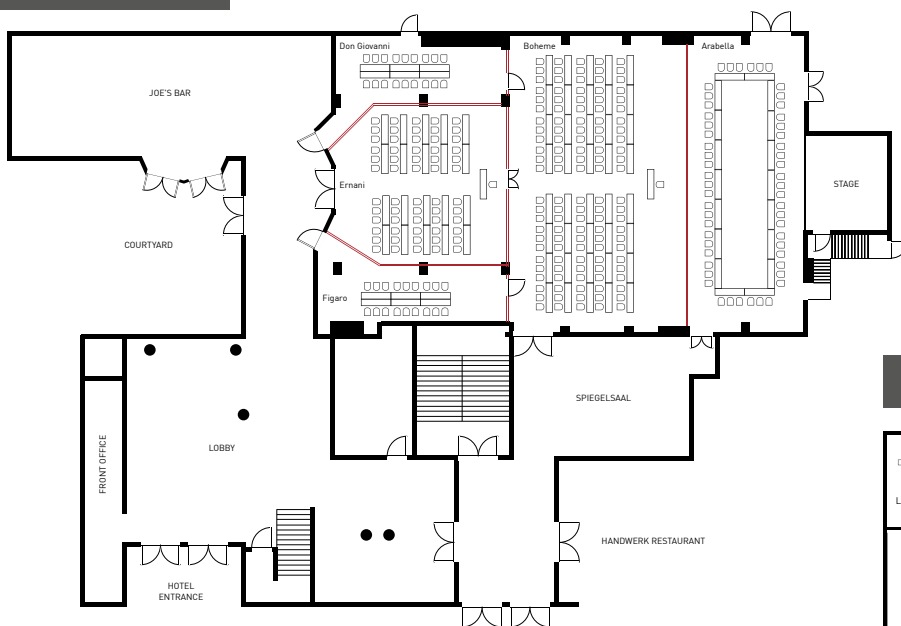 Don Giovanni
Boheme
Arabella
JOE'S BAR
Ernani
STAGE
COURTYARD
Figaro
SPIEGELSAAL
LOBBY
FRONT OFFICE
HANDWERK RESTAURANT
HOTEL
ENTRANCE